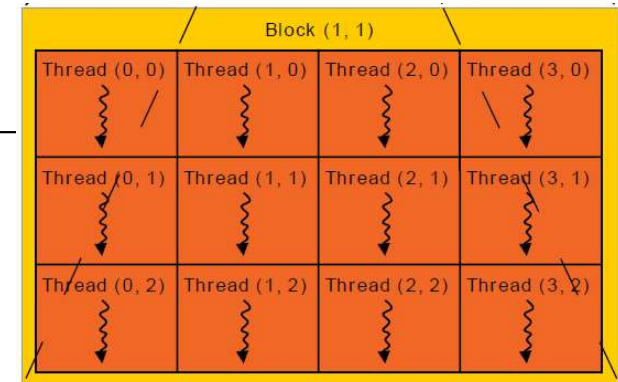 Block (1, 1)
Thread (0, 0) Thread (1, 0) Thread (2, 0) Thread (3, 0)
Thread (0, 1) Thread (1, 1) Thread (2, 1) Thread (3, 1)
Thread (0, 2) Thread (1, 2) Thread (2, 2) Thread (3, 2)